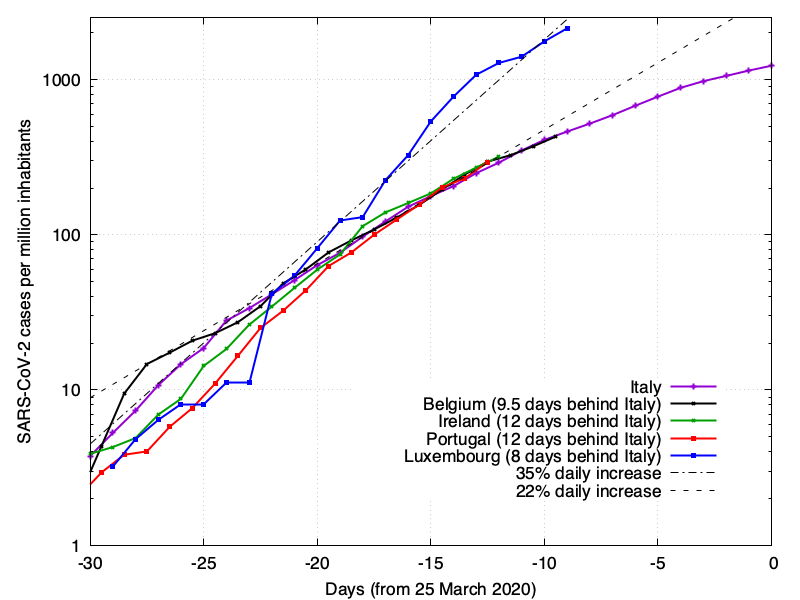 SARS-CoV-2 cases per million inhabitants
1000
100
10
1
Italy
Belgium (9.5 days behind Italy)
Ireland (12 days behind Italy)
Portugal (12 days behind Italy)
Luxembourg (8 days behind Italy)
35% daily increase
22% daily increase
-30 -25 -20 -15 -10 -5 0
Days (from 25 March 2020)